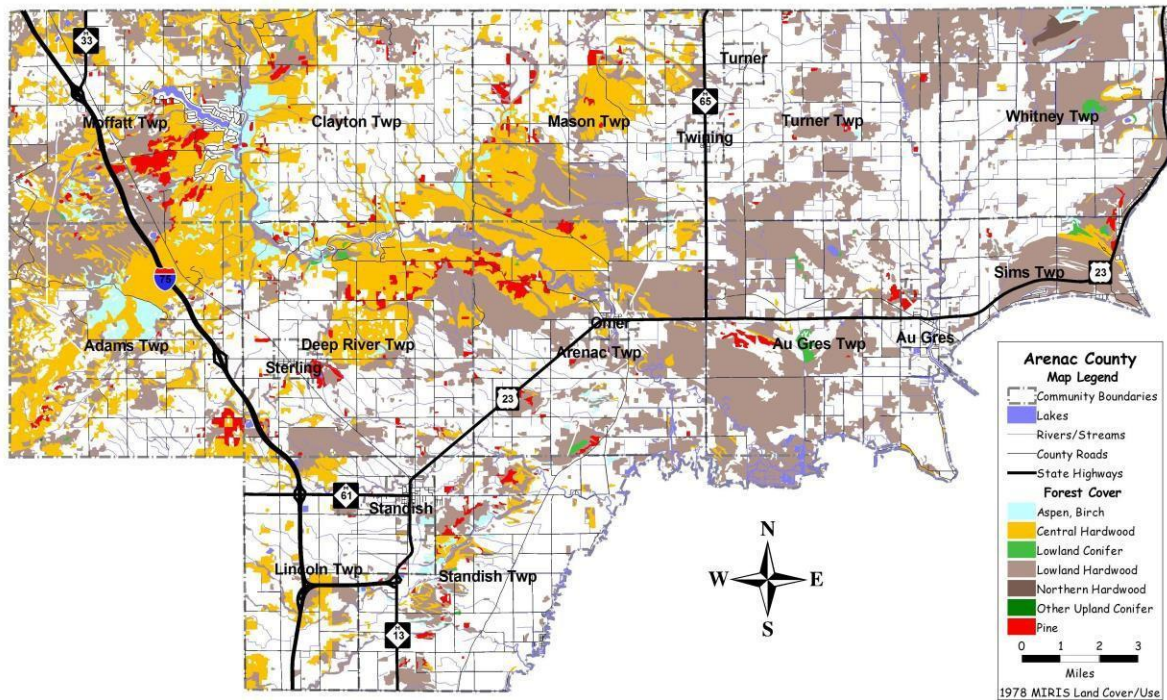 33
Turner
65
Moffatt Twp
Clayton Twp
Mason Twp
Turner Twp
Whitney Twp
Twining
75
Sims Twp
23
Omer
Adams Twp
Deep River Twp
Arenac Twp
Au Gres Twp
Au Gres
Sterling
23
M
61
Standish
Lincoln Twp
Standish Twp
13
N
W E
S
Arenac County
Map Legend
Community Boundaries
Lakes
Rivers/Streams
County Roads
State Highways
Forest Cover
Aspen, Birch
Central Hardwood
Lowland Conifer
Lowland Hardwood
Northern Hardwood
Other Upland Conifer
Pine
0 1 2 3
Miles
1978 MIRIS Land Cover/Use